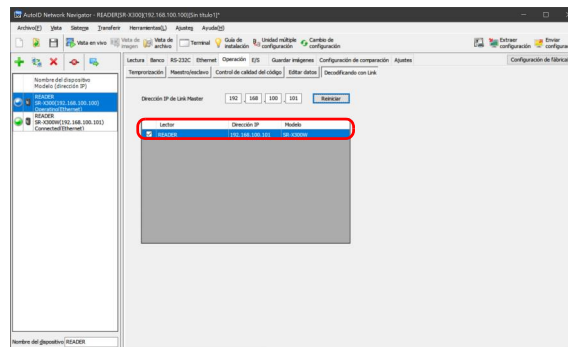 AutoID Network Navigator - READER[SR-X300][192.168.100.100][Sin título1]*
Archivo(F) Vista Sistema Transferir Herramientas(L) Ajustes Ayuda(H)
Vista en vivo Vista de imagen Vista de archivo Terminal Guía de instalación Unidad múltiple configuración Cambio de configuración Extraer configuración Enviar configura
Lectura Banco RS-232C Ethernet Operación E/S Guardar imágenes Configuración de comparación Ajustes Configuración de fábrica
Temporización Maestro/esclavo Control de calidad del código Editar datos Decodificando con Link
Nombre del dispositivo
Modelo (dirección IP)
READER
SR-X300(192.168.100.100)
Operating(Ethernet)
READER
SR-X300W(192.168.100.101)
Connected(Ethernet)
Dirección IP de Link Master 192 168 100 101 Reiniciar
Lector Dirección IP Modelo
READER 192.168.100.101 SR-X300W
Nombre del dispositivo READER